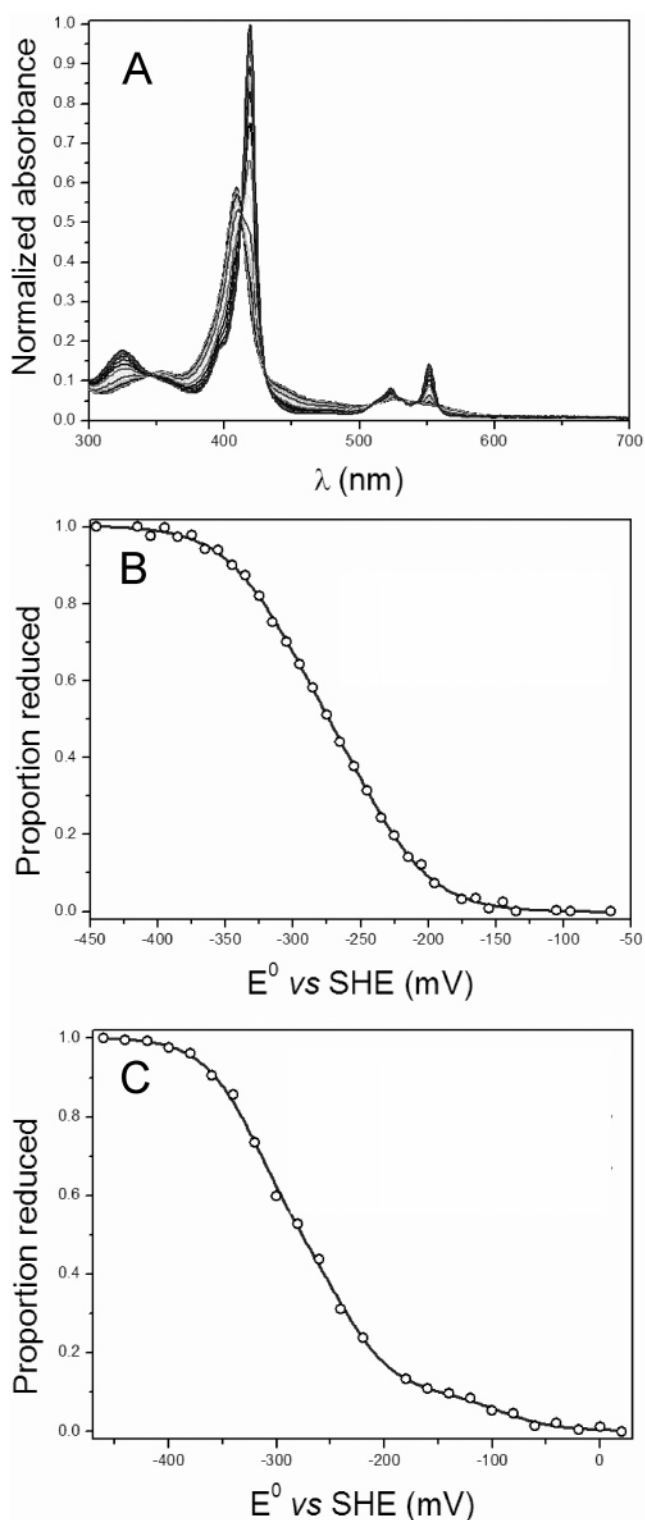 A
Normalized absorbance
1.0
0.9
0.8
0.7
0.6
0.5
0.4
0.3
0.2
0.1
0.0
300 400 500 600 700
λ (nm)
B
Proportion reduced
1.0
0.8
0.6
0.4
0.2
0.0
-450 -400 -350 -300 -250 -200 -150 -100 -50
E⁰ vs SHE (mV)
C
Proportion reduced
1.0
0.8
0.6
0.4
0.2
0.0
-400 -300 -200 -100 0
E⁰ vs SHE (mV)